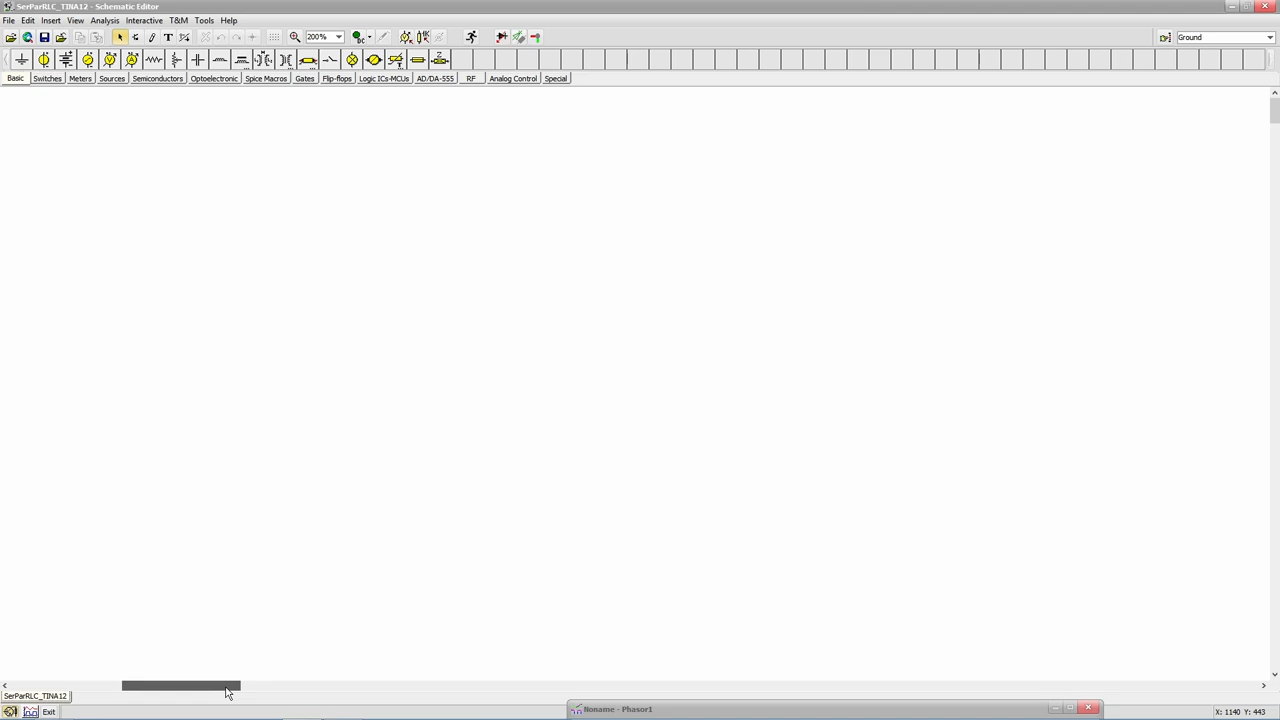 SerParRLC_TINA12 - Schematic Editor
File Edit Insert View Analysis Interactive T&M Tools Help
200% DC Ground
Basic Switches Meters Sources Semiconductors Optoelectronic Spice Macros Gates Flip-flops Logic ICs-MCUs AD/DA-555 RF Analog Control Special
SerParRLC_TINA12
Exit Noname - Phasor1 X: 1140 Y: 443